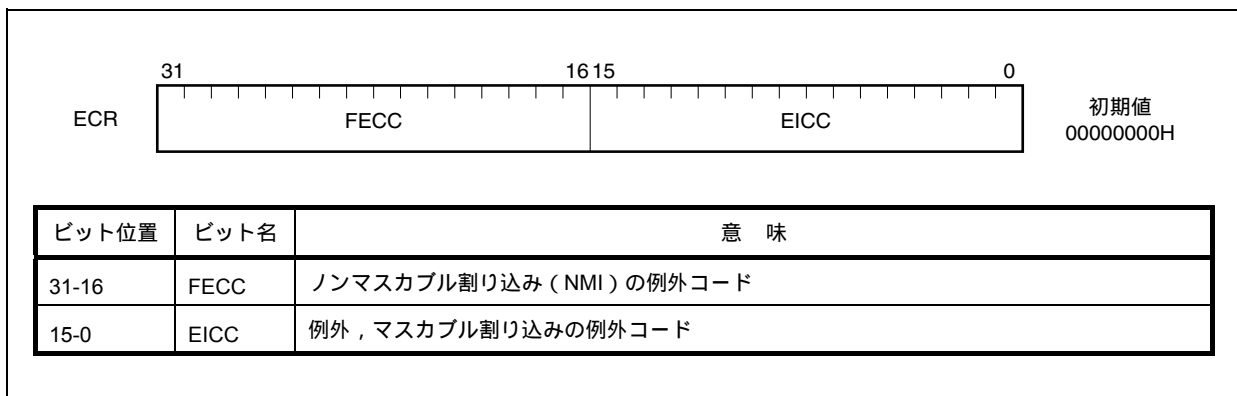 31 16 15 0
ECR FECC EICC 初期値
00000000H
ビット位置 ビット名 意 味
31-16 FECC ノンマスカブル割り込み（NMI）の例外コード
15-0 EICC 例外，マスカブル割り込みの例外コード